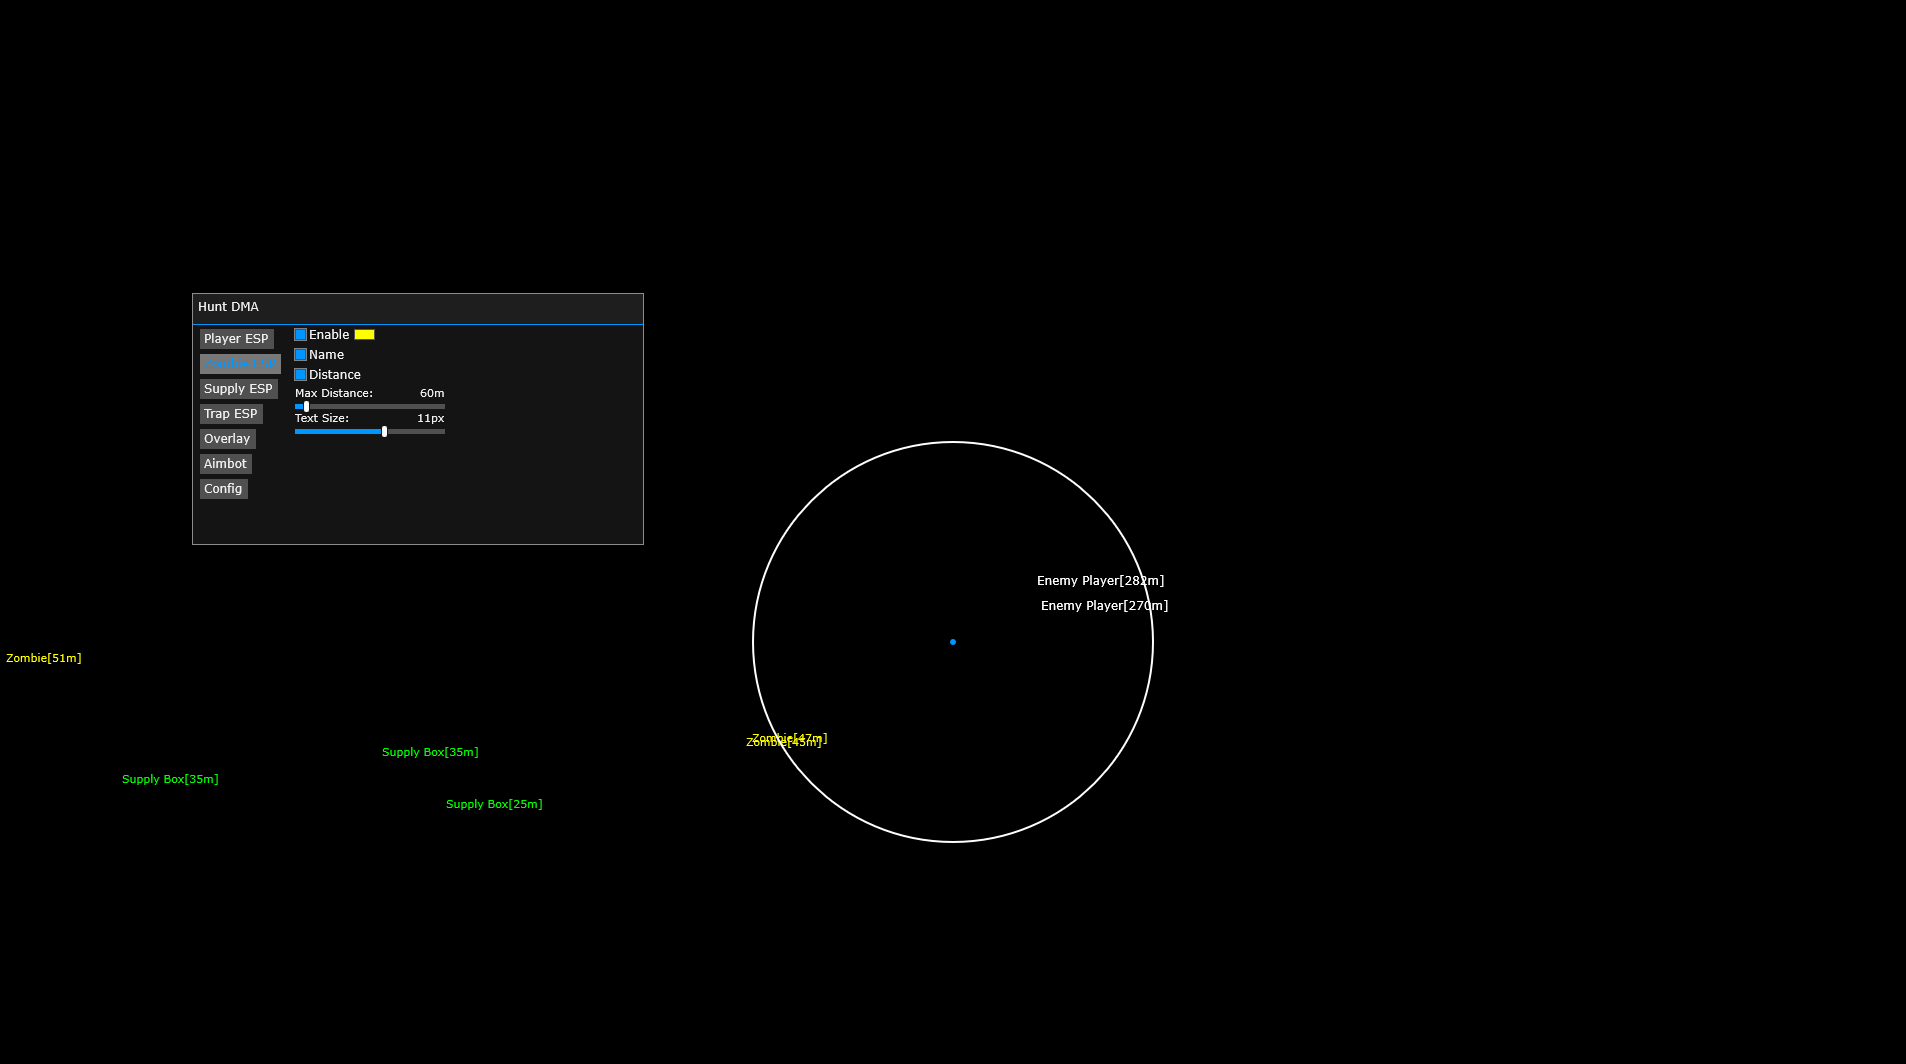 Hunt DMA
Player ESP
Zombie ESP
Supply ESP
Trap ESP
Overlay
Aimbot
Config
Enable
Name
Distance
Max Distance: 60m
Text Size: 11px
Enemy Player[282m]
Enemy Player[270m]
Zombie[51m]
Zombie[47m]
Zombie[45m]
Supply Box[35m]
Supply Box[35m]
Supply Box[25m]